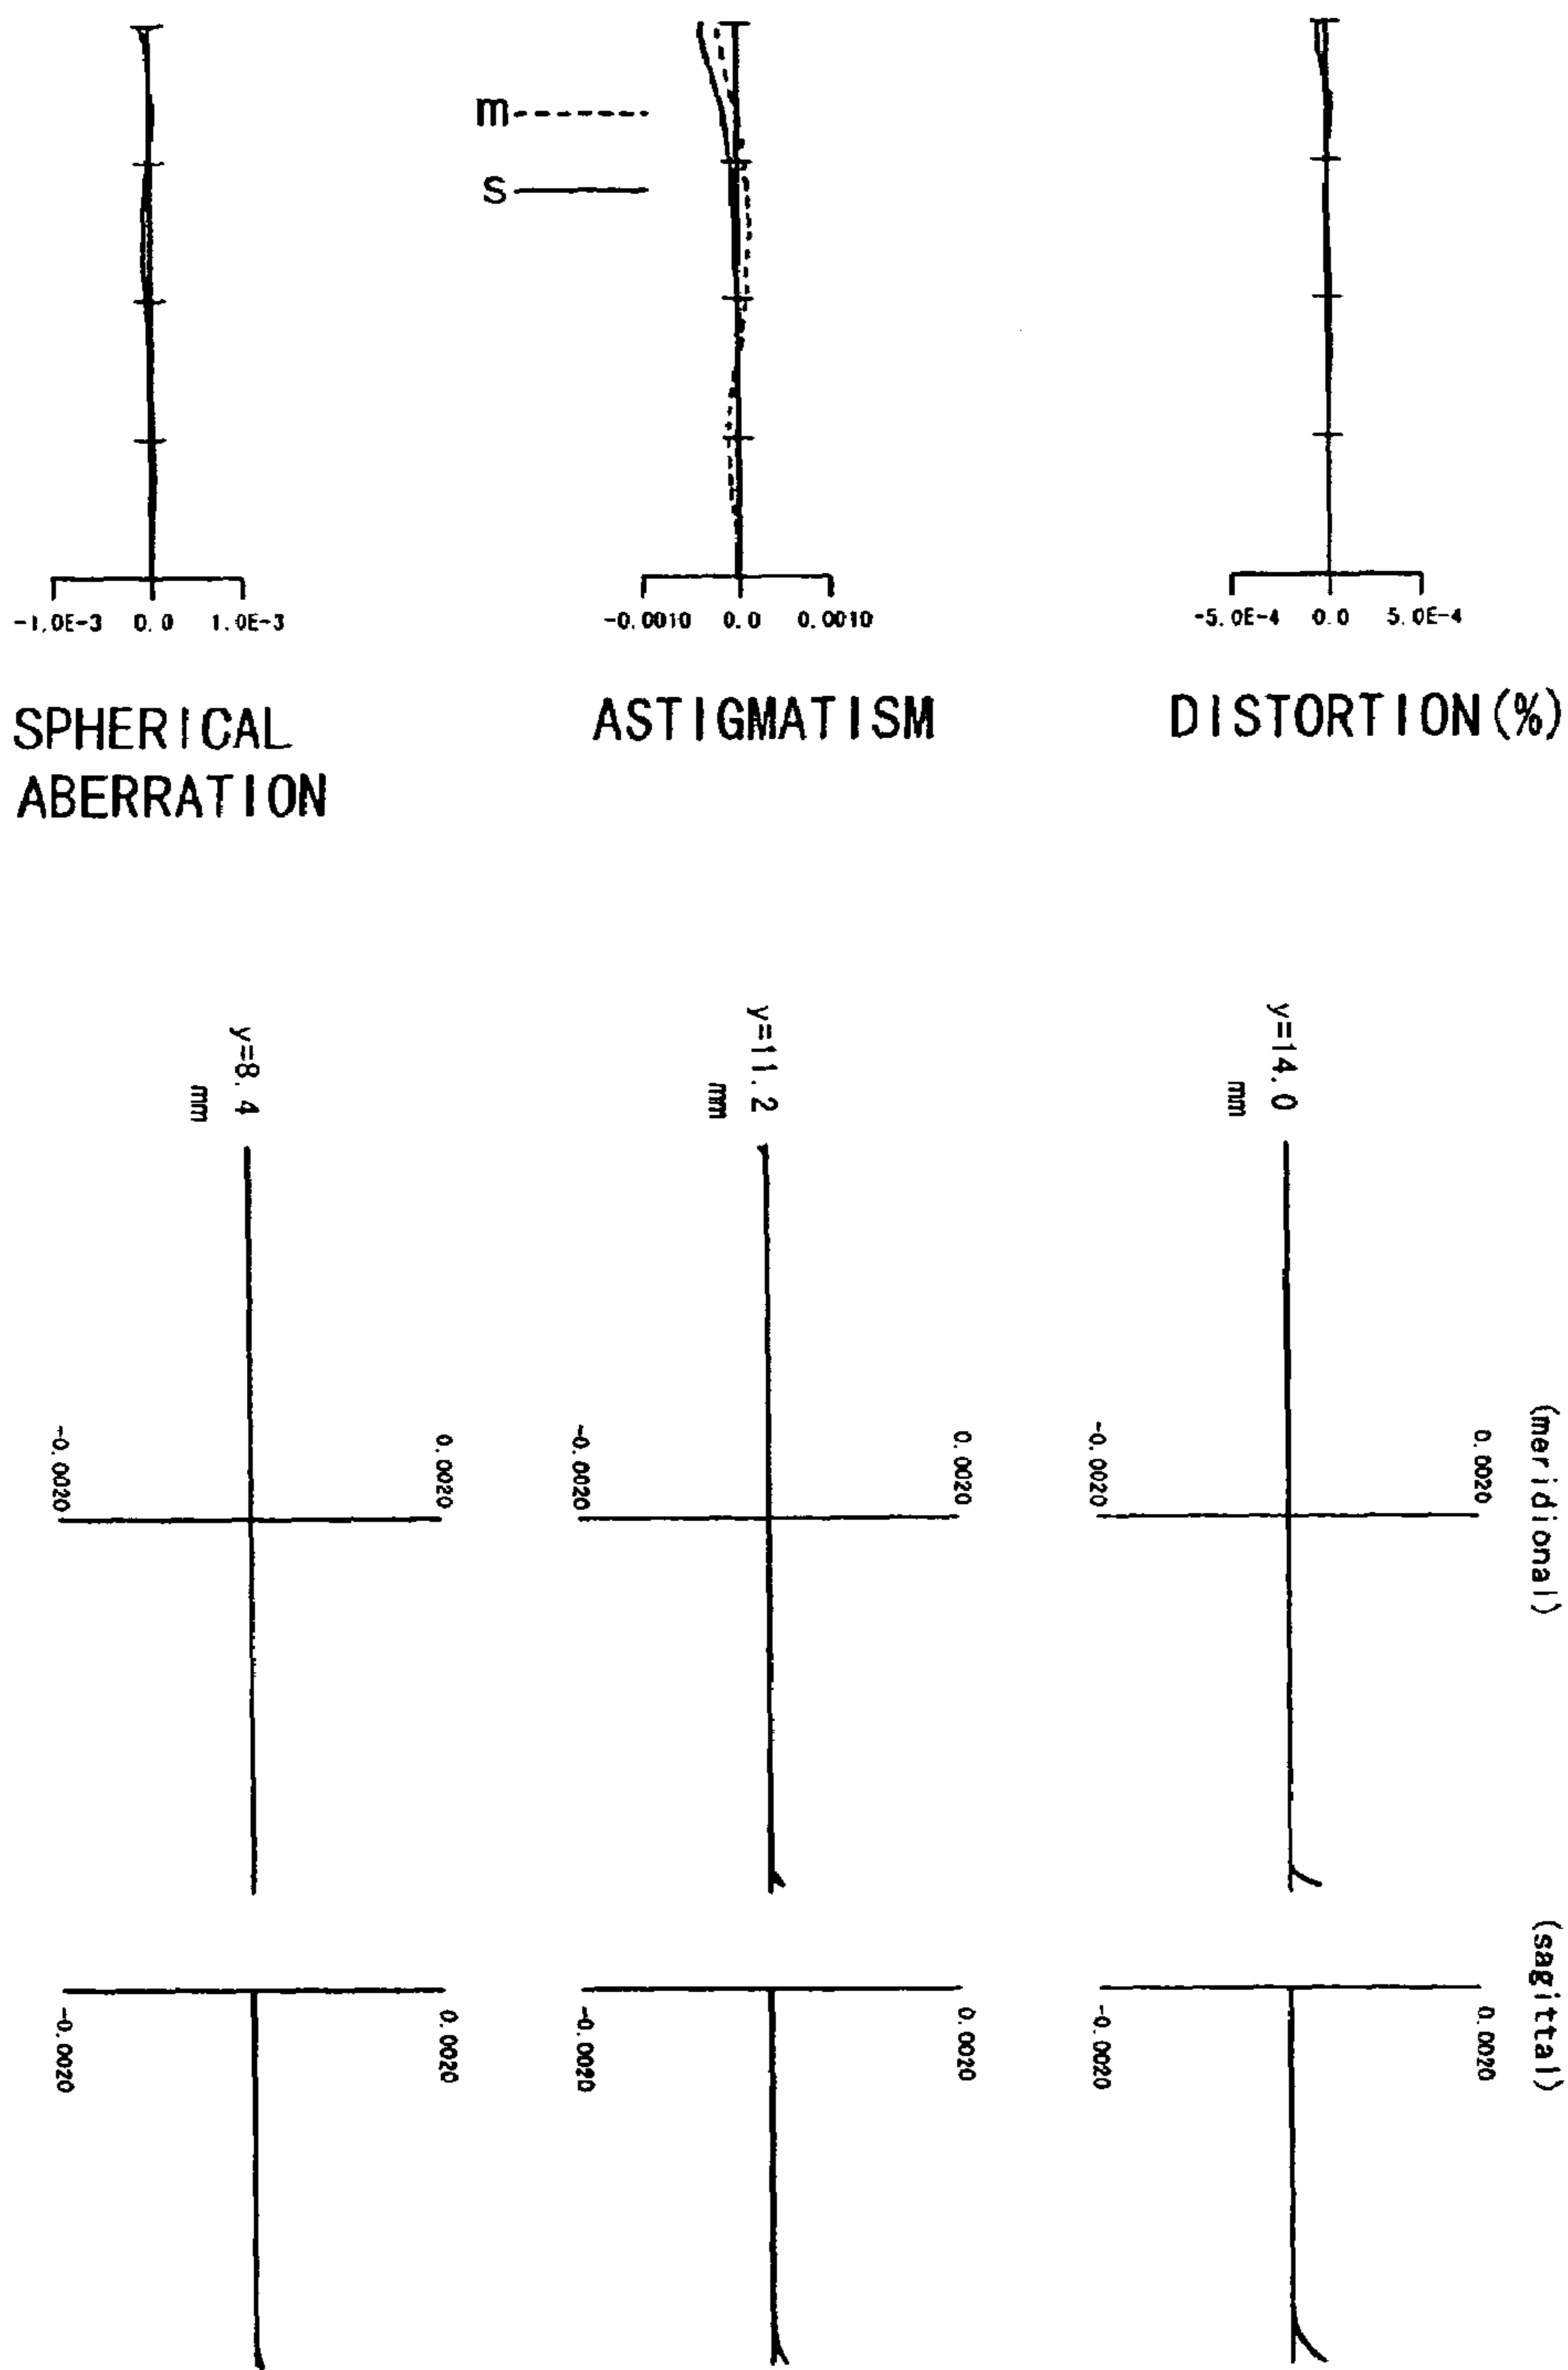 m
S
-1.0E-3 0.0 1.0E-3
-0.0010 0.0 0.0010
-5.0E-4 0.0 5.0E-4
SPHERICAL
ABERRATION
ASTIGMATISM
DISTORTION(%)
y=8.4
mm
y=11.2
mm
y=14.0
mm
-0.0020
0.0020
-0.0020
0.0020
-0.0020
0.0020
(meridional)
-0.0020
0.0020
-0.0020
0.0020
-0.0020
0.0020
(sagittal)